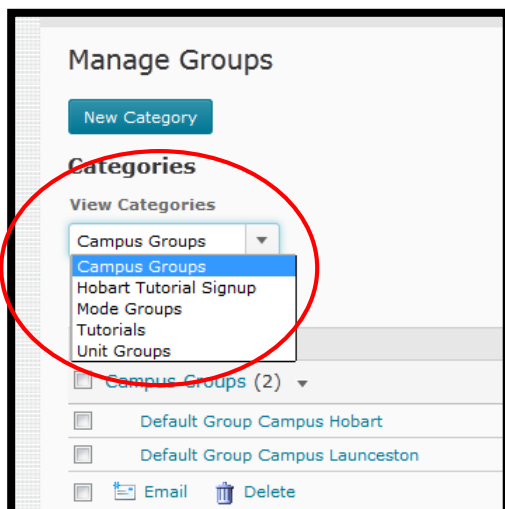 Manage Groups
New Category
Categories
View Categories
Campus Groups
Campus Groups
Hobart Tutorial Signup
Mode Groups
Tutorials
Unit Groups
Campus Groups (2)
Default Group Campus Hobart
Default Group Campus Launceston
Email Delete